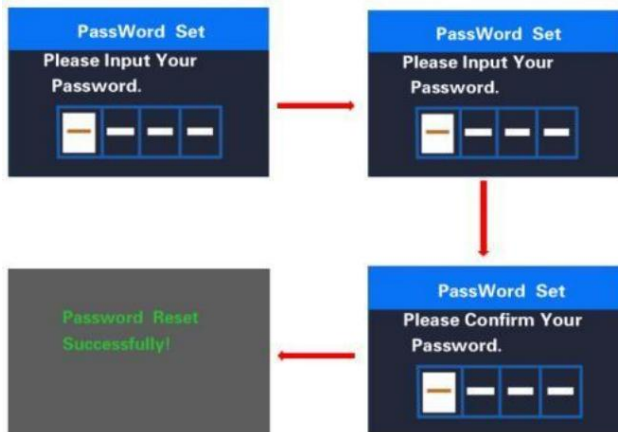 PassWord Set
Please Input Your
Password.
PassWord Set
Please Input Your
Password.
PassWord Set
Please Confirm Your
Password.
Password Reset
Successfully!